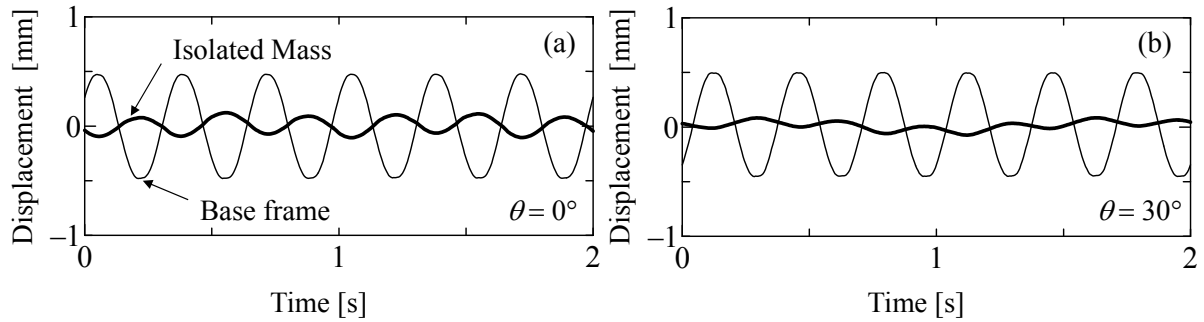 Displacement [mm]
1
0
−1
(a)
Isolated Mass
Base frame
θ = 0°
0
1
2
Time [s]
Displacement [mm]
1
0
−1
(b)
θ = 30°
0
1
2
Time [s]